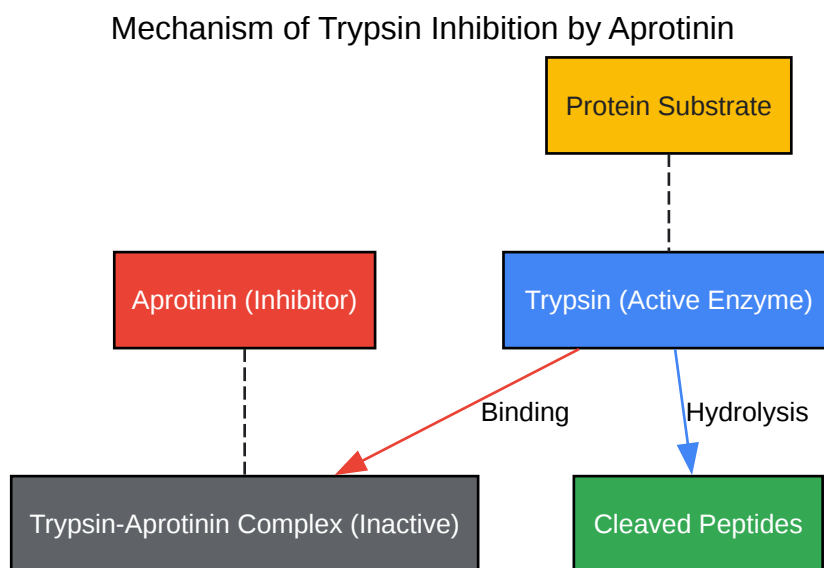 Mechanism of Trypsin Inhibition by Aprotinin
Protein Substrate
Aprotinin (Inhibitor)
Trypsin (Active Enzyme)
Binding
Hydrolysis
Trypsin-Aprotinin Complex (Inactive)
Cleaved Peptides